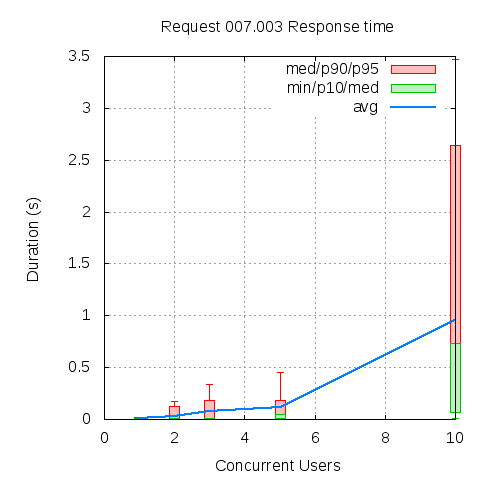 Request 007.003 Response time
med/p90/p95
min/p10/med
avg
3.5
3
2.5
2
1.5
1
0.5
0
Duration (s)
0 2 4 6 8 10
Concurrent Users